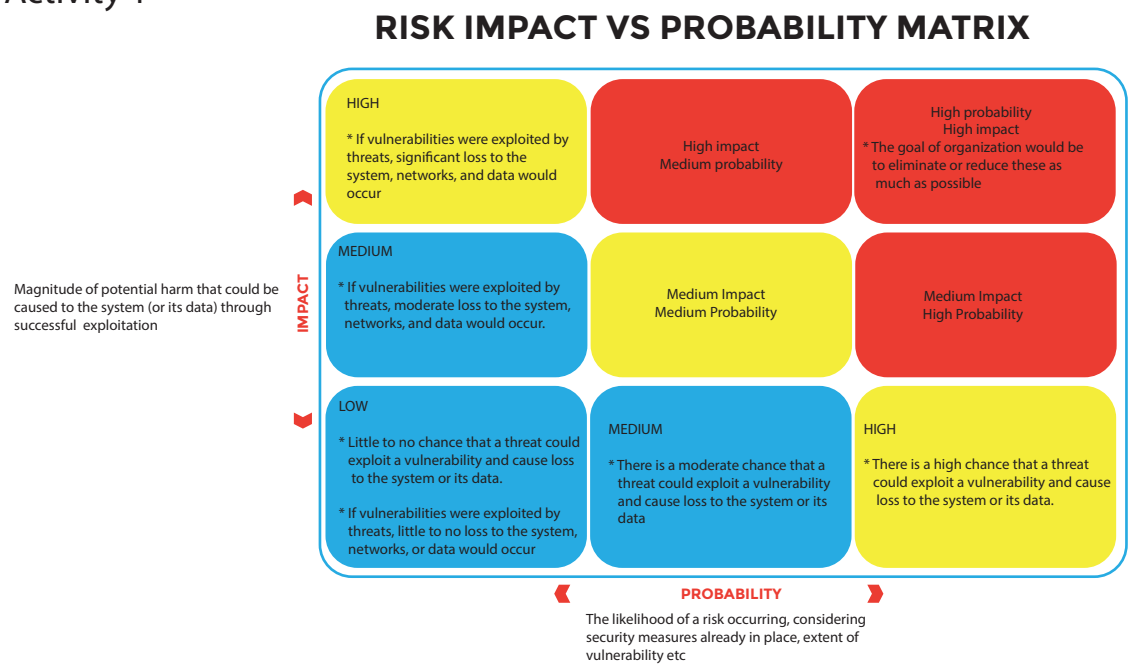 RISK IMPACT VS PROBABILITY MATRIX
HIGH
* If vulnerabilities were exploited by
threats, significant loss to the
system, networks, and data would
occur
High impact
Medium probability
High probability
High impact
* The goal of organization would be
to eliminate or reduce these as
much as possible
Magnitude of potential harm that could be
caused to the system (or its data) through
successful exploitation
IMPACT
MEDIUM
* If vulnerabilities were exploited by
threats, moderate loss to the system,
networks, and data would occur.
Medium Impact
Medium Probability
Medium Impact
High Probability
LOW
* Little to no chance that a threat could
exploit a vulnerability and cause loss
to the system or its data.
* If vulnerabilities were exploited by
threats, little to no loss to the system,
networks, or data would occur
MEDIUM
* There is a moderate chance that a
threat could exploit a vulnerability
and cause loss to the system or its
data
HIGH
* There is a high chance that a threat
could exploit a vulnerability and cause
loss to the system or its data.
PROBABILITY
The likelihood of a risk occurring, considering
security measures already in place, extent of
vulnerability etc